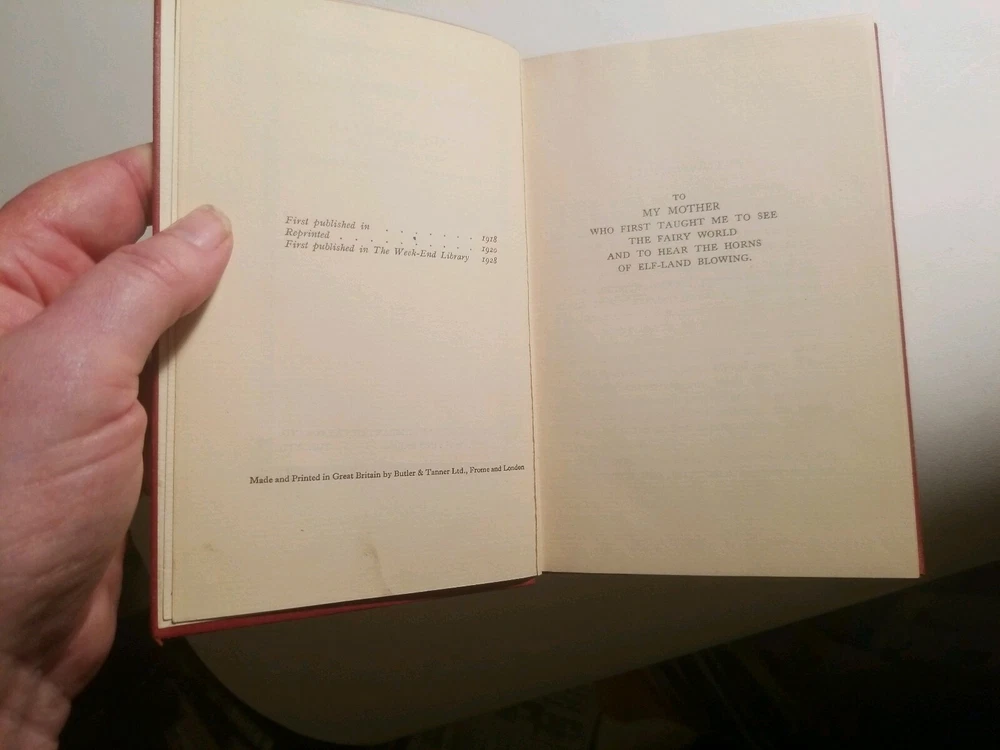 First published in . . . . . . . 1918
Reprinted . . . . . . . . . 1920
First published in The Week-End Library 1928
Made and Printed in Great Britain by Butler & Tanner Ltd., Frome and London
TO
MY MOTHER
WHO FIRST TAUGHT ME TO SEE
THE FAIRY WORLD
AND TO HEAR THE HORNS
OF ELF-LAND BLOWING.